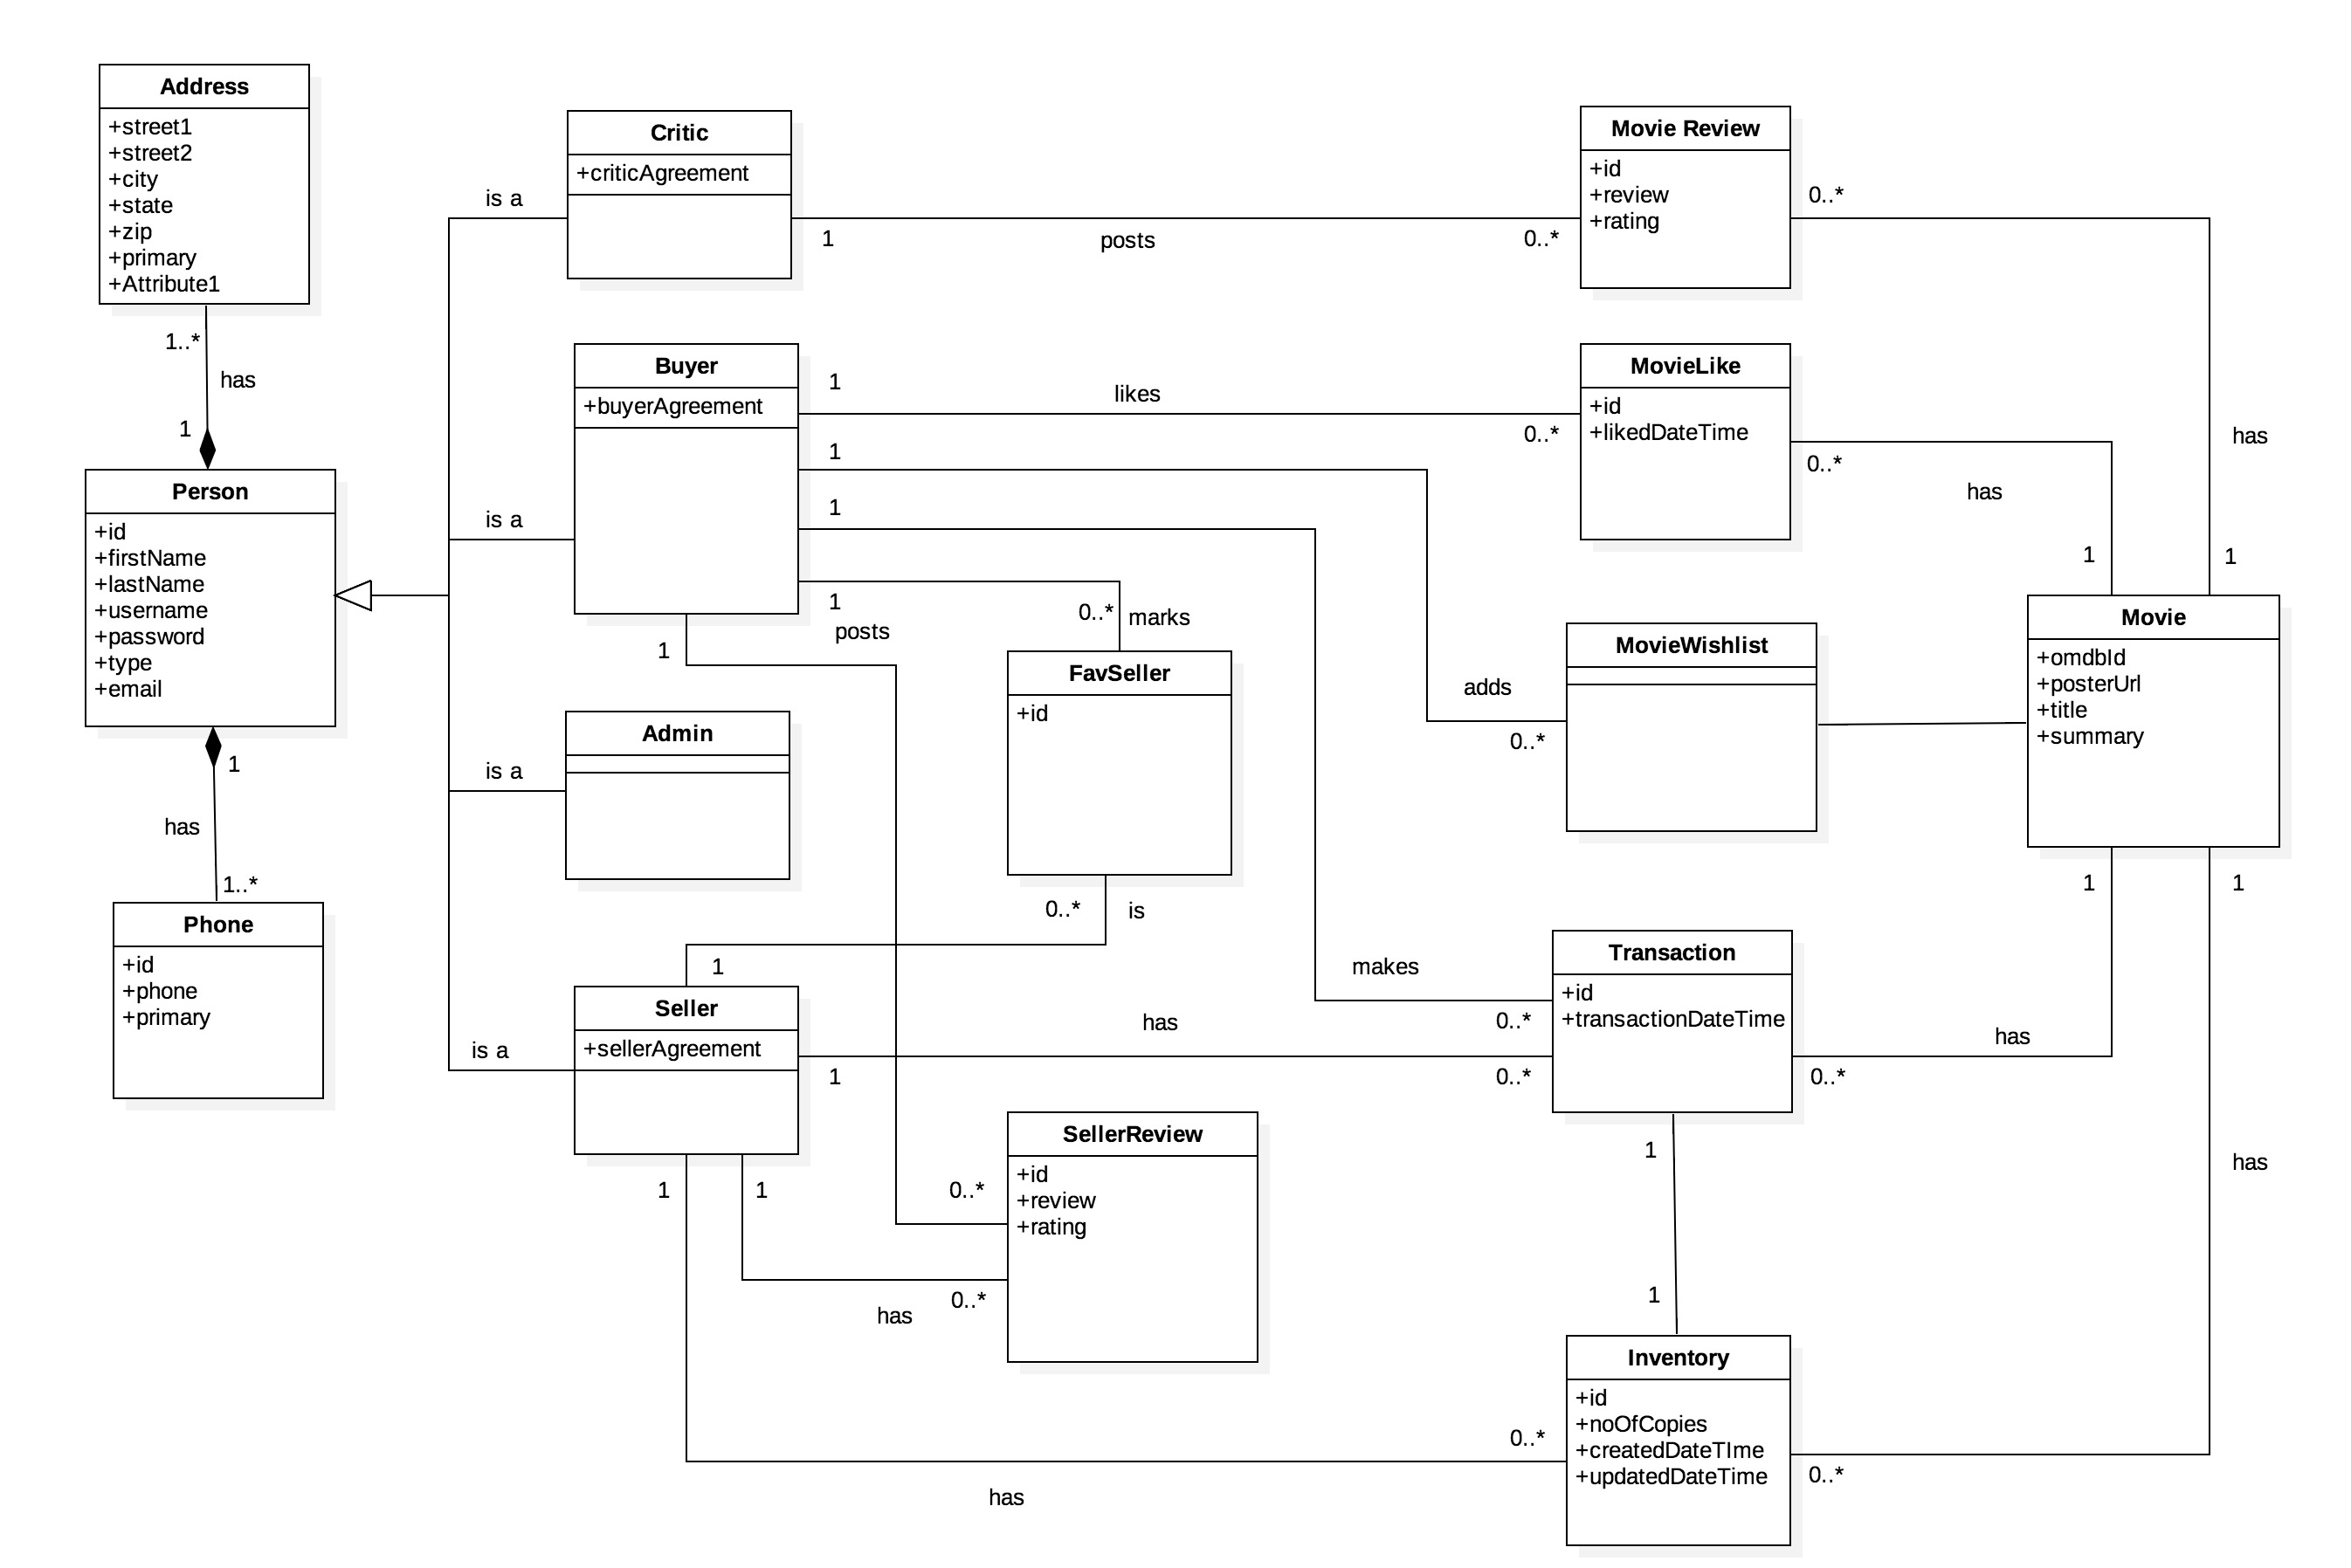 Address
+street1
+street2
+city
+state
+zip
+primary
+Attribute1
1..*
has
1
Person
+id
+firstName
+lastName
+username
+password
+type
+email
1
has
1..*
Phone
+id
+phone
+primary
is a
is a
is a
is a
Critic
+criticAgreement
1
posts
0..*
Movie Review
+id
+review
+rating
0..*
has
1
Buyer
+buyerAgreement
1
likes
0..*
MovieLike
+id
+likedDateTime
0..*
has
1
1
adds
0..*
MovieWishlist
Movie
+omdbId
+posterUrl
+title
+summary
1
makes
0..*
1
0..*
marks
posts
1
FavSeller
+id
0..*
is
1
Admin
Seller
+sellerAgreement
1
has
0..*
Transaction
+id
+transactionDateTime
0..*
has
1
1
1
1
has
1
1
SellerReview
+id
+review
+rating
0..*
0..*
has
Inventory
+id
+noOfCopies
+createdDateTIme
+updatedDateTime
0..*
0..*
has